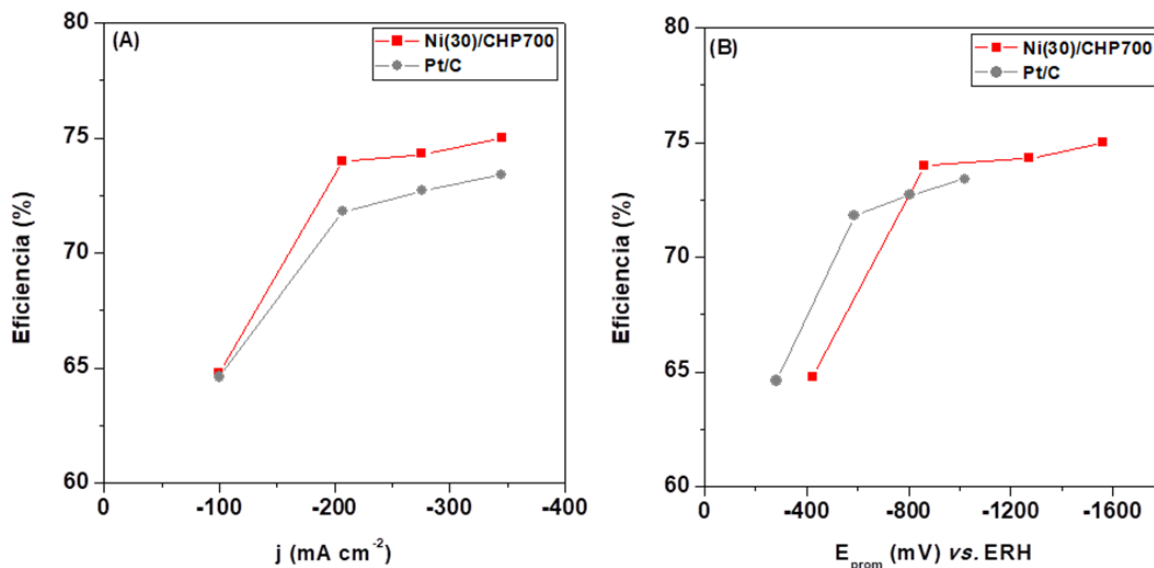 (A)
Ni(30)/CHP700
Pt/C
80
75
70
65
60
Eficiencia (%)
0 -100 -200 -300 -400
j (mA cm⁻²)
(B)
Ni(30)/CHP700
Pt/C
80
75
70
65
60
Eficiencia (%)
0 -400 -800 -1200 -1600
E_prom (mV) vs. ERH